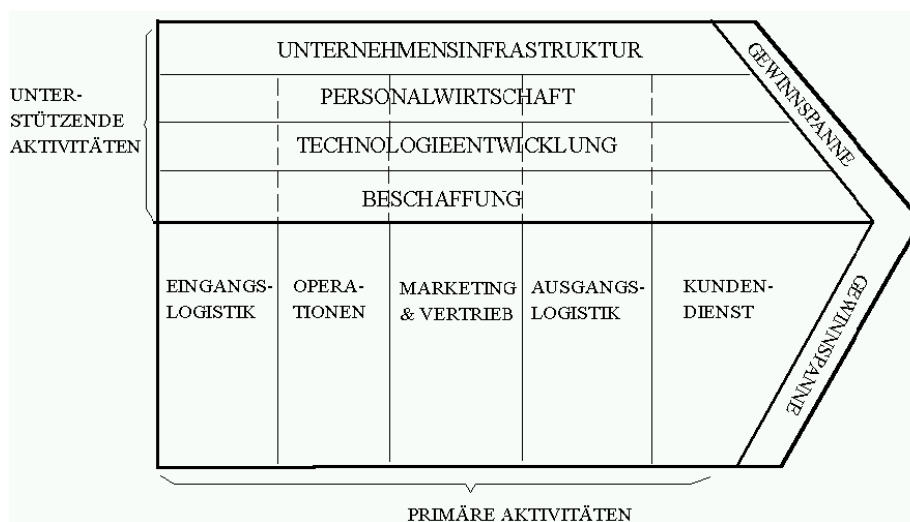 UNTERNEHMENSINFRASTRUKTUR
GEWINNSPANNE
UNTER-
STÜTZENDE
AKTIVITÄTEN
PERSONALWIRTSCHAFT
TECHNOLOGIEENTWICKLUNG
BESCHAFFUNG
EINGANGS-
LOGISTIK
OPERA-
TIONEN
MARKETING
& VERTRIEB
AUSGANGS-
LOGISTIK
KUNDEN-
DIENST
GEWINNSPANNE
PRIMÄRE AKTIVITÄTEN